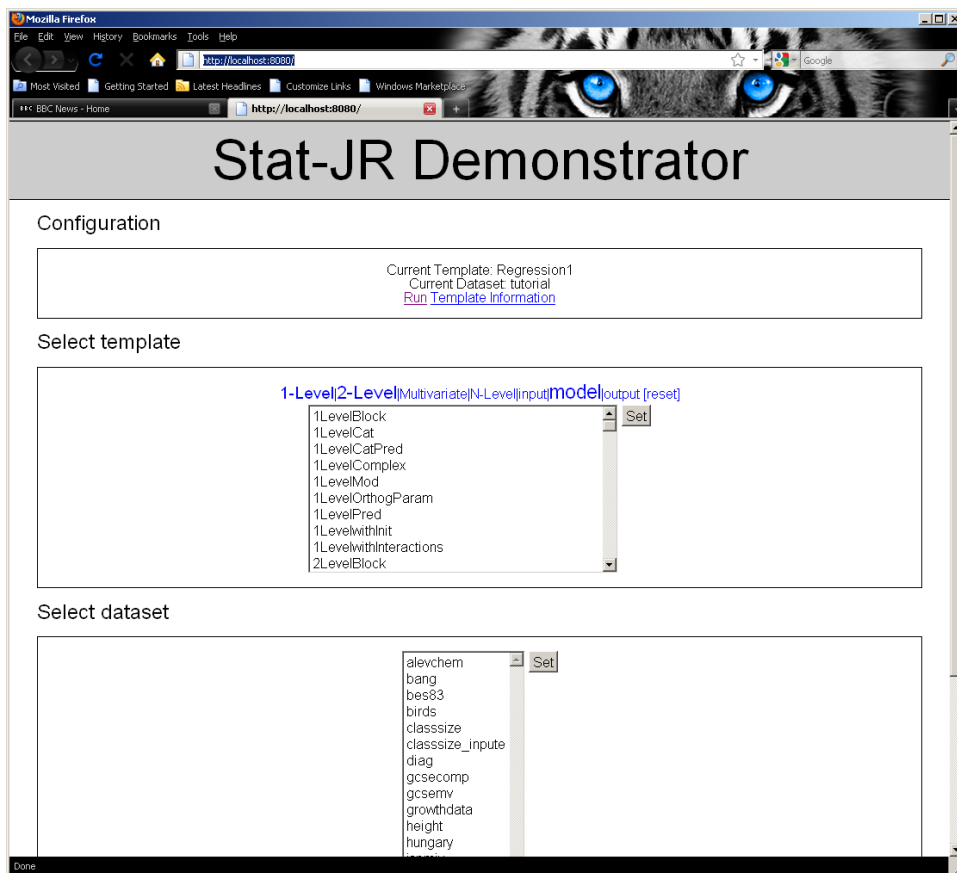 Mozilla Firefox
File Edit View History Bookmarks Tools Help
http://localhost:8080/
Google
Most Visited Getting Started Latest Headlines Customize Links Windows Marketplace
BBC News - Home http://localhost:8080/
Stat-JR Demonstrator
Configuration
Current Template: Regression1
Current Dataset: tutorial
Run Template Information
Select template
1-Level|2-Level|Multivariate|N-Level|input|model|output [reset]
1LevelBlock Set
1LevelCat
1LevelCatPred
1LevelComplex
1LevelMod
1LevelOrthogParam
1LevelPred
1LevelwithInit
1LevelwithInteractions
2LevelBlock
Select dataset
alevchem Set
bang
bes83
birds
classsize
classsize_inpute
diag
gcsecomp
gcsemv
growthdata
height
hungary
Done